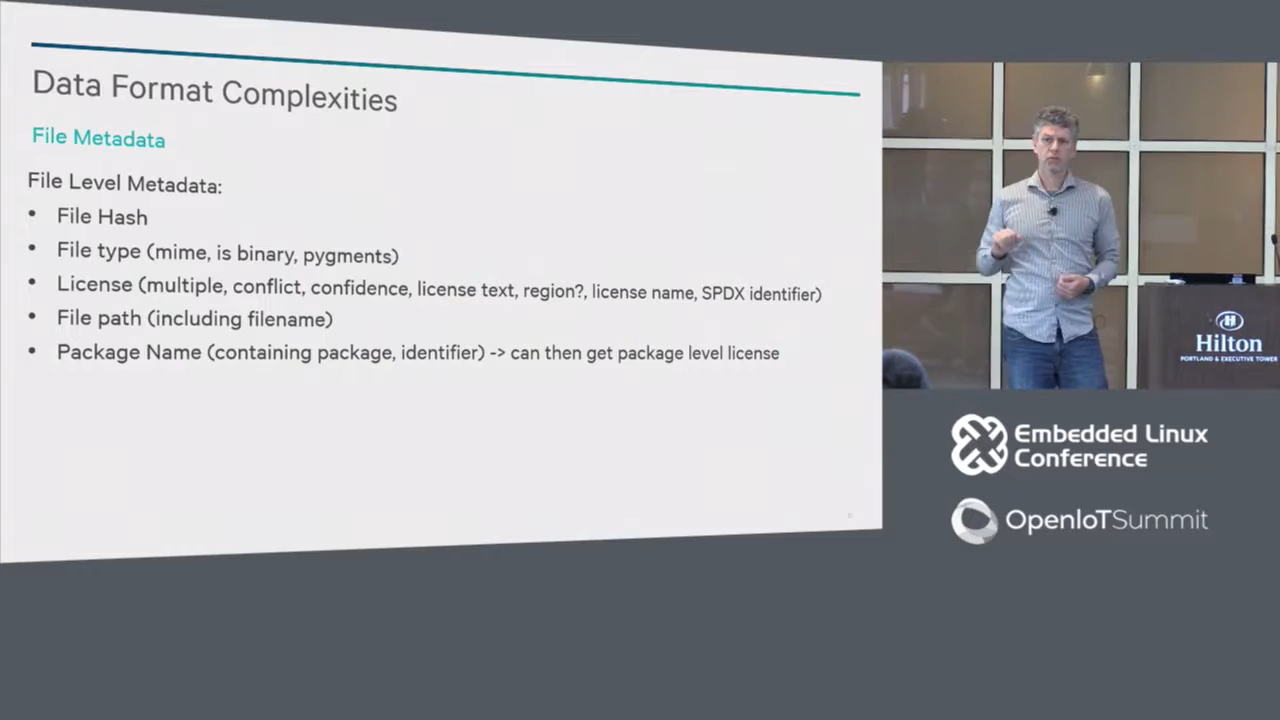 Data Format Complexities
File Metadata
File Level Metadata:
• File Hash
• File type (mime, is binary, pygments)
• License (multiple, conflict, confidence, license text, region?, license name, SPDX identifier)
• File path (including filename)
• Package Name (containing package, identifier) -> can then get package level license
Hilton
PORTLAND & EXECUTIVE TOWER
Embedded Linux
Conference
OpenIoTSummit